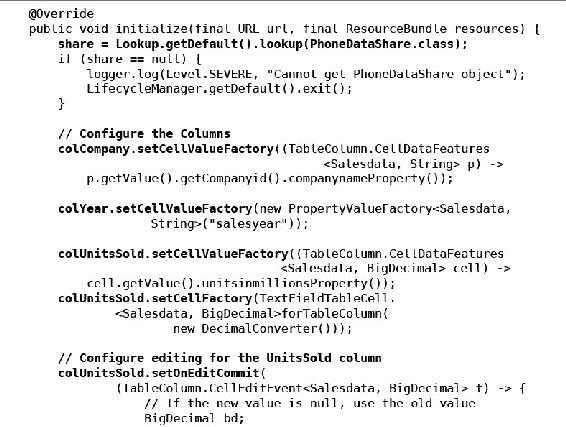 @Override
public void initialize(final URL url, final ResourceBundle resources) {
share = Lookup.getDefault().lookup(PhoneDataShare.class);
if (share == null) {
logger.log(Level.SEVERE, "Cannot get PhoneDataShare object");
LifecycleManager.getDefault().exit();
}
// Configure the Columns
colCompany.setCellValueFactory((TableColumn.CellDataFeatures
<Salesdata, String> p) ->
p.getValue().getCompanyid().companynameProperty());
colYear.setCellValueFactory(new PropertyValueFactory<Salesdata,
String>("salesyear"));
colUnitsSold.setCellValueFactory((TableColumn.CellDataFeatures
<Salesdata, BigDecimal> cell) ->
cell.getValue().unitsinmillionsProperty());
colUnitsSold.setCellFactory(TextFieldTableCell.
<Salesdata, BigDecimal>forTableColumn(
new DecimalConverter()));
// Configure editing for the UnitsSold column
colUnitsSold.setOnEditCommit(
(TableColumn.CellEditEvent<Salesdata, BigDecimal> t) -> {
// If the new value is null, use the old value
BigDecimal bd;